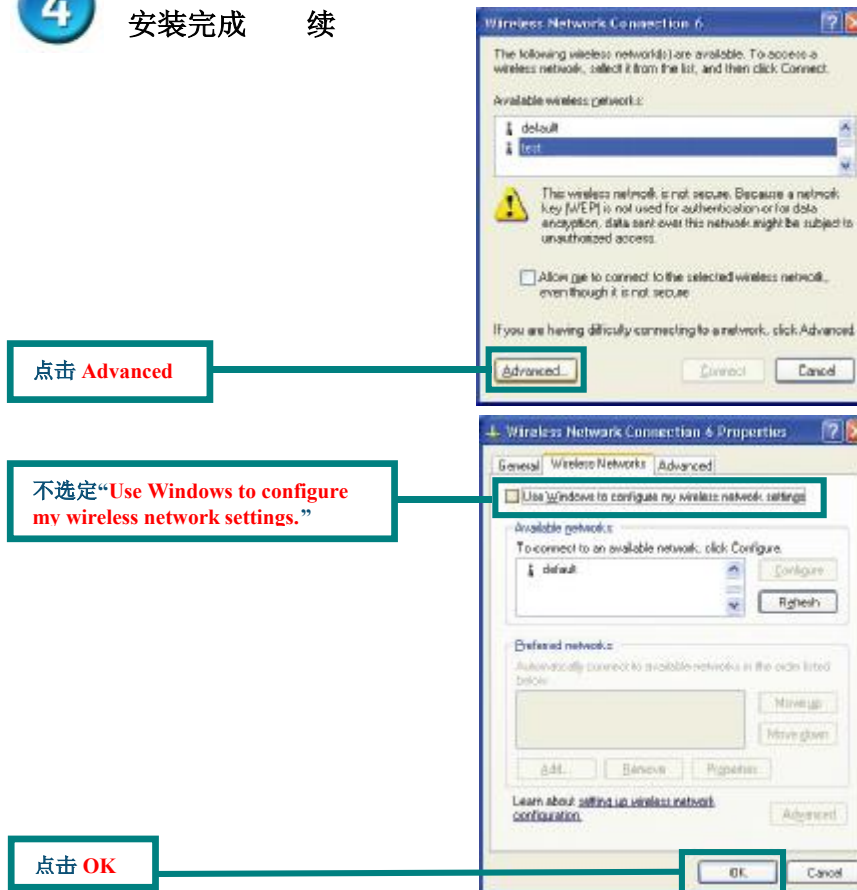 4
安装完成 续
Wireless Network Connection 6
The following wireless network(s) are available. To access a
wireless network, select it from the list, and then click Connect.
Available wireless networks:
default
test
This wireless network is not secure. Because a network
key (WEP) is not used for authentication or for data
encryption, data sent over this network might be subject to
unauthorized access.
Allow me to connect to the selected wireless network,
even though it is not secure
If you are having difficulty connecting to a network, click Advanced.
点击 Advanced
Advanced...
Connect
Cancel
Wireless Network Connection 6 Properties
General
Wireless Networks
Advanced
不选定“Use Windows to configure
my wireless network settings.”
Use Windows to configure my wireless network settings
Available networks:
To connect to an available network, click Configure.
default
Configure
Refresh
Preferred networks:
Automatically connect to available networks in the order listed
below:
Move up
Move down
Add...
Remove
Properties
Learn about setting up wireless network
configuration.
Advanced
点击 OK
OK
Cancel